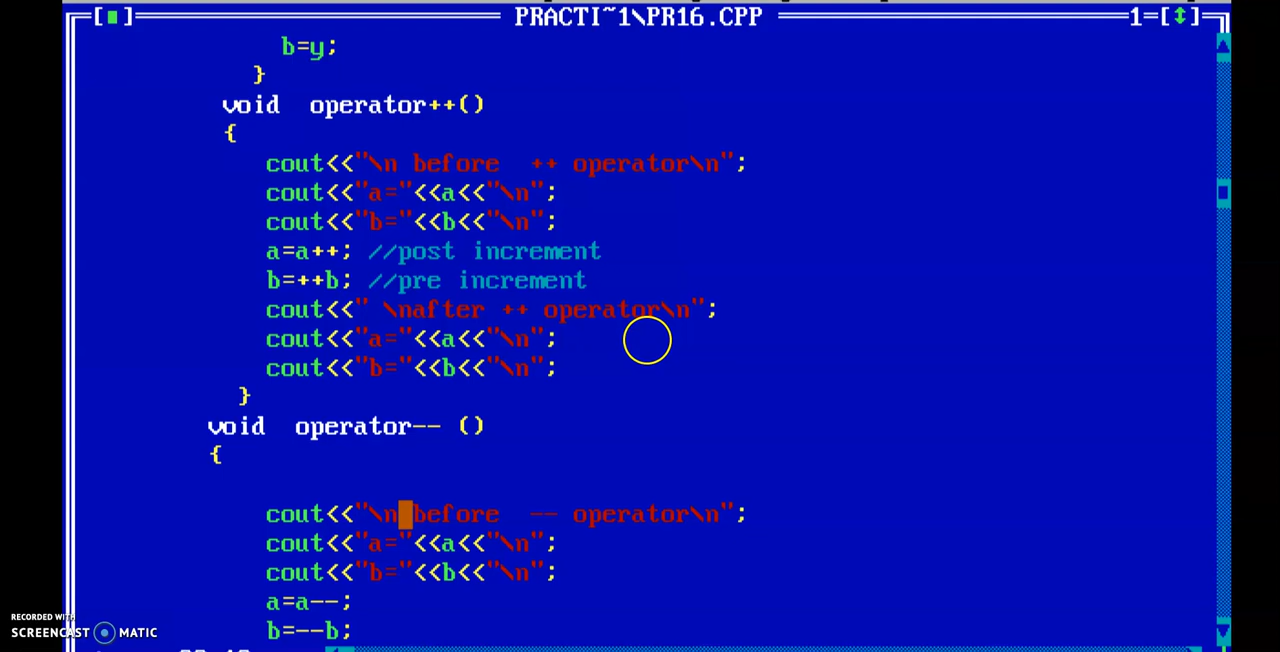 PRACTI~1\PR16.CPP 1=[↕]
b=y;
}
void operator++()
{
cout<<"\n before ++ operator\n";
cout<<"a="<<a<<"\n";
cout<<"b="<<b<<"\n";
a=a++; //post increment
b=++b; //pre increment
cout<<" \nafter ++ operator\n";
cout<<"a="<<a<<"\n";
cout<<"b="<<b<<"\n";
}
void operator-- ()
{
cout<<"\n before -- operator\n";
cout<<"a="<<a<<"\n";
cout<<"b="<<b<<"\n";
a=a--;
b=--b;
RECORDED WITH
SCREENCAST MATIC